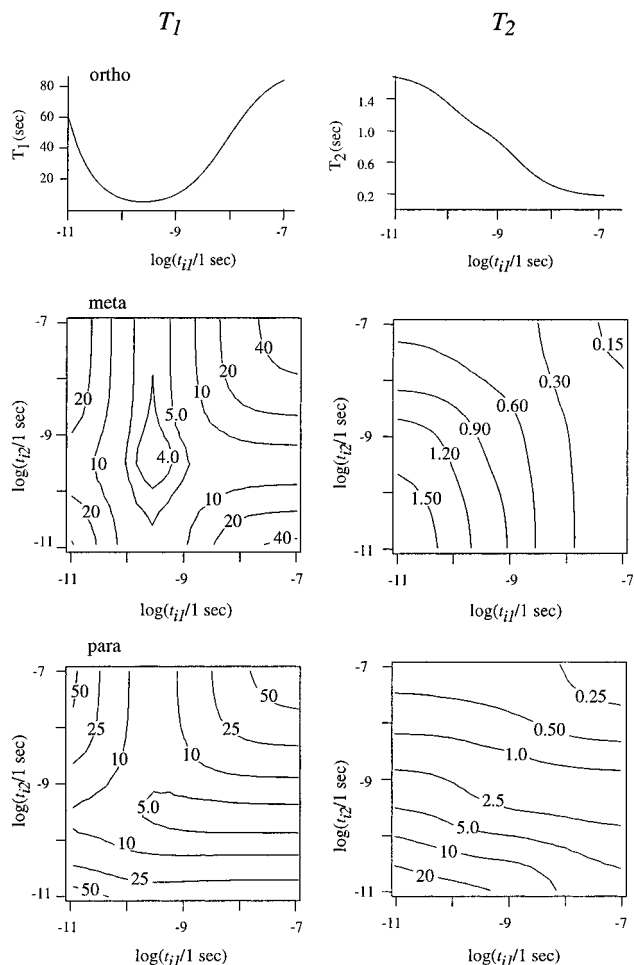 T1 T2
ortho
80
60
40
20
T1(sec)
-11 -9 -7
log(ti1/1 sec)
1.4
1.0
0.6
0.2
T2(sec)
-11 -9 -7
log(ti1/1 sec)
meta
-7
-9
-11
log(ti2/1 sec)
40
20
20
10
5.0
4.0
10
10
20
20
40
-11 -9 -7
log(ti1/1 sec)
-7
-9
-11
log(ti2/1 sec)
0.15
0.30
0.60
0.90
1.20
1.50
-11 -9 -7
log(ti1/1 sec)
para
-7
-9
-11
log(ti2/1 sec)
50
50
25
25
10
10
5.0
10
25
50
-11 -9 -7
log(ti1/1 sec)
-7
-9
-11
log(ti2/1 sec)
0.25
0.50
1.0
2.5
5.0
10
20
-11 -9 -7
log(ti1/1 sec)